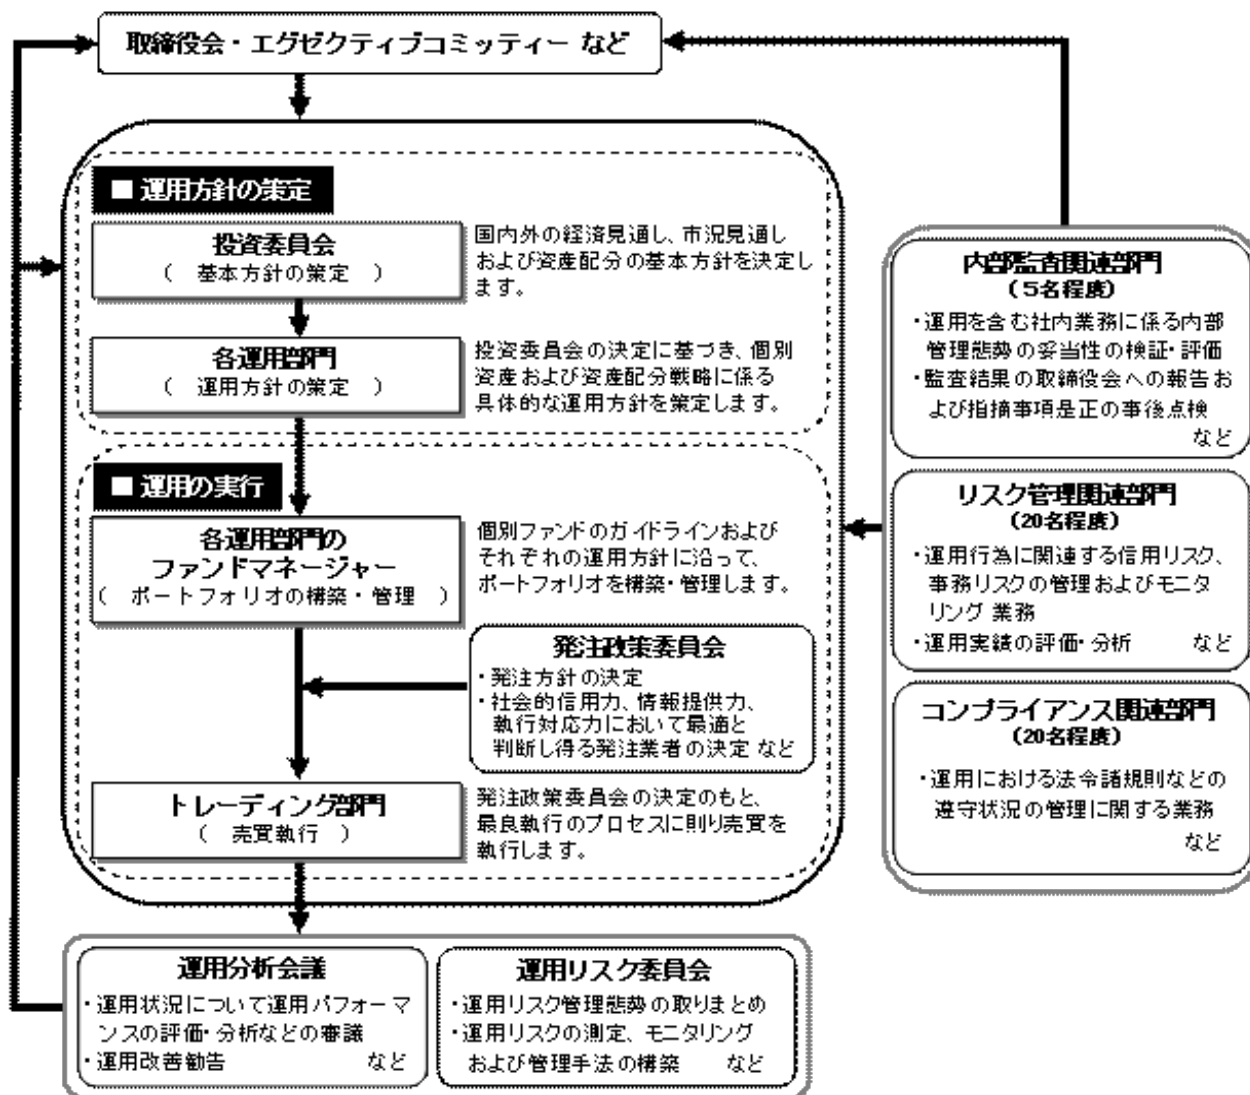 取締役会・エグゼクティブコミッティー など
■ 運用方針の策定
投資委員会
（ 基本方針の策定 ）
国内外の経済見通し、市況見通し
および資産配分の基本方針を決定し
ます。
各運用部門
（ 運用方針の策定 ）
投資委員会の決定に基づき、個別
資産および資産配分戦略に係る
具体的な運用方針を策定します。
■ 運用の実行
各運用部門の
ファンドマネージャー
（ ポートフォリオの構築・管理 ）
個別ファンドのガイドラインおよび
それぞれの運用方針に沿って、
ポートフォリオを構築・管理します。
発注政策委員会
・発注方針の決定
・社会的信用力、情報提供力、
執行対応力において最適と
判断し得る発注業者の決定 など
トレーディング部門
（ 売買執行 ）
発注政策委員会の決定のもと、
最良執行のプロセスに則り売買を
執行します。
運用分析会議
・運用状況について運用パフォーマ
ンスの評価・分析などの審議
・運用改善勧告 など
運用リスク委員会
・運用リスク管理態勢の取りまとめ
・運用リスクの測定、モニタリング
および管理手法の構築 など
内部監査関連部門
（５名程度）
・運用を含む社内業務に係る内部
管理態勢の妥当性の検証・評価
・監査結果の取締役会への報告お
よび指摘事項是正の事後点検
など
リスク管理関連部門
（20名程度）
・運用行為に関連する信用リスク、
事務リスクの管理およびモニタ
リング 業務
・運用実績の評価・分析 など
コンプライアンス関連部門
（20名程度）
・運用における法令諸規則などの
遵守状況の管理に関する業務
など